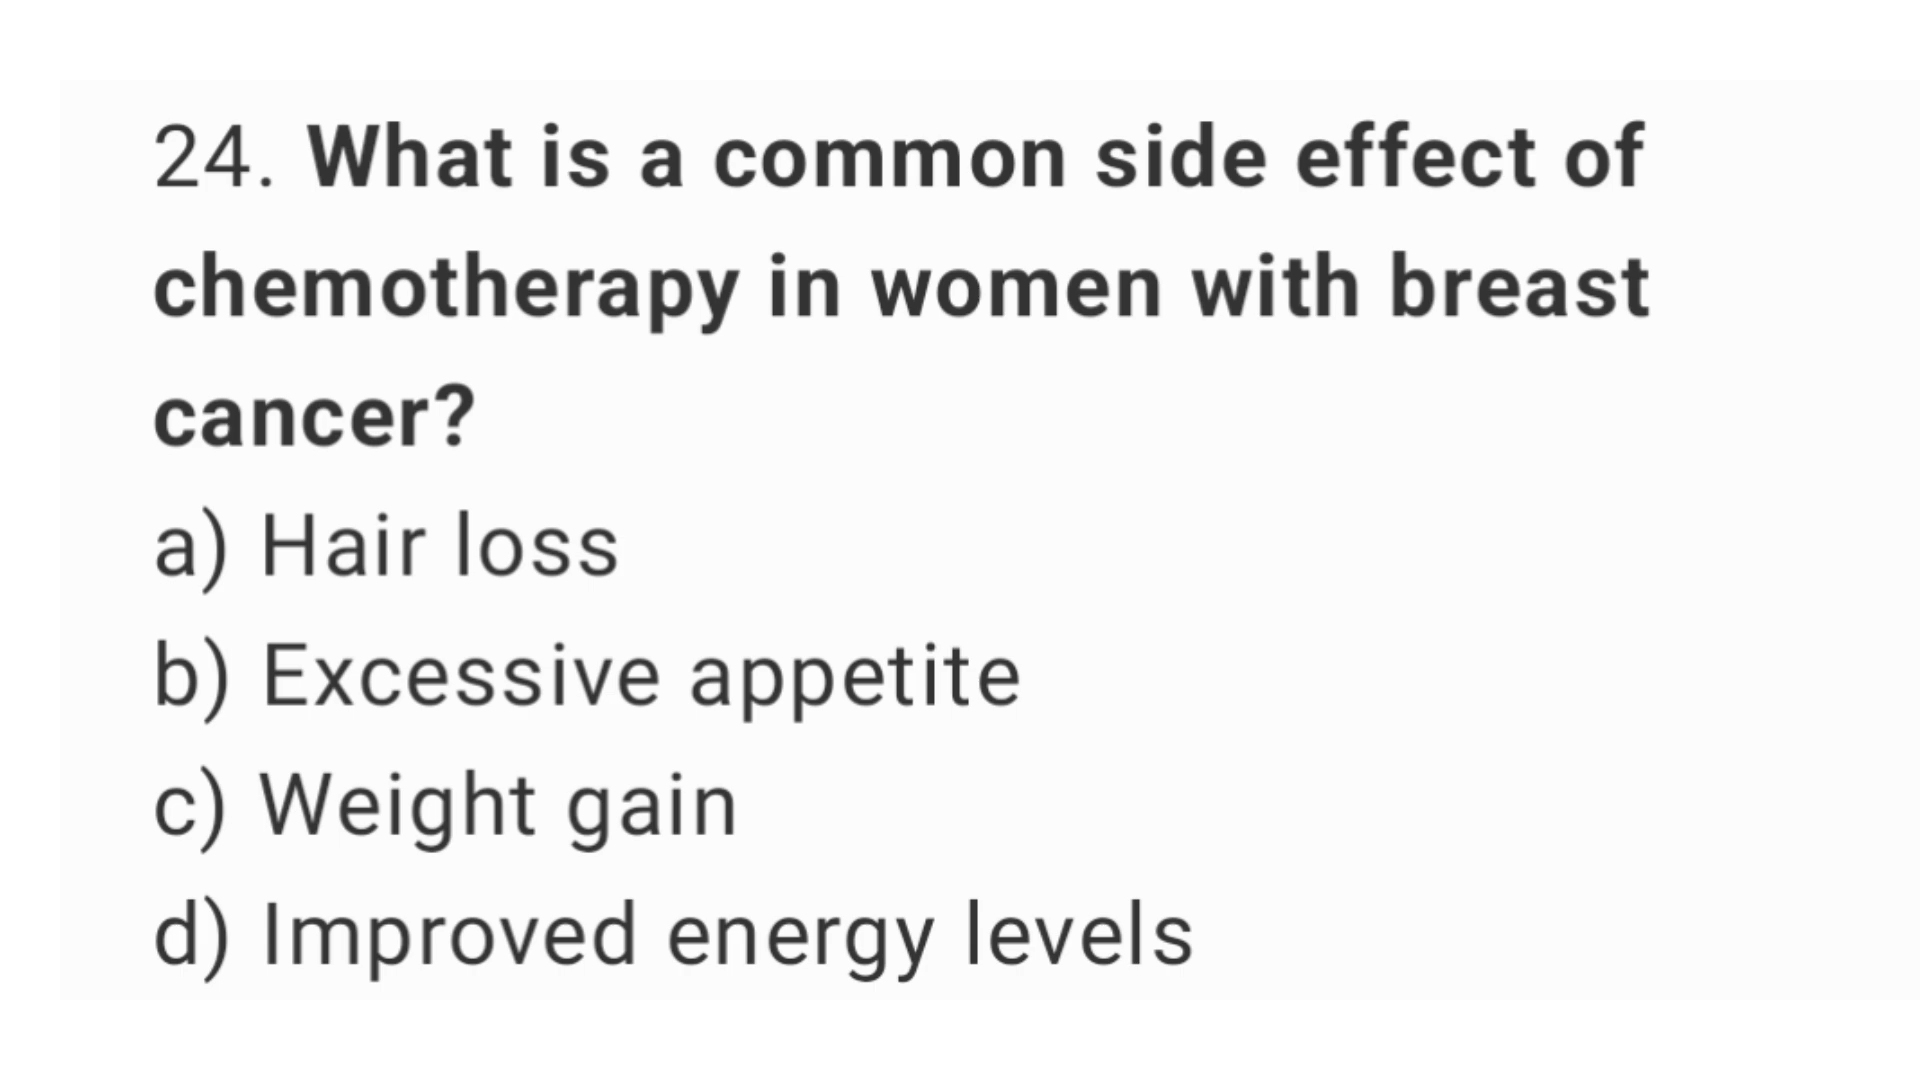 24. What is a common side effect of
chemotherapy in women with breast
cancer?
a) Hair loss
b) Excessive appetite
c) Weight gain
d) Improved energy levels